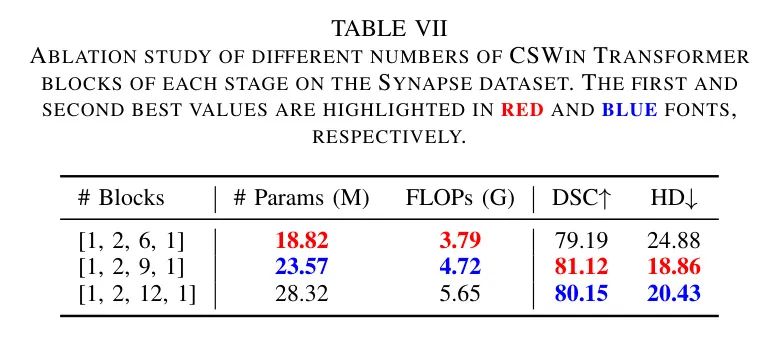 TABLE VII
ABLATION STUDY OF DIFFERENT NUMBERS OF CSWIN TRANSFORMER
BLOCKS OF EACH STAGE ON THE SYNAPSE DATASET. THE FIRST AND
SECOND BEST VALUES ARE HIGHLIGHTED IN RED AND BLUE FONTS,
RESPECTIVELY.
# Blocks # Params (M) FLOPs (G) DSC↑ HD↓
[1, 2, 6, 1] 18.82 3.79 79.19 24.88
[1, 2, 9, 1] 23.57 4.72 81.12 18.86
[1, 2, 12, 1] 28.32 5.65 80.15 20.43